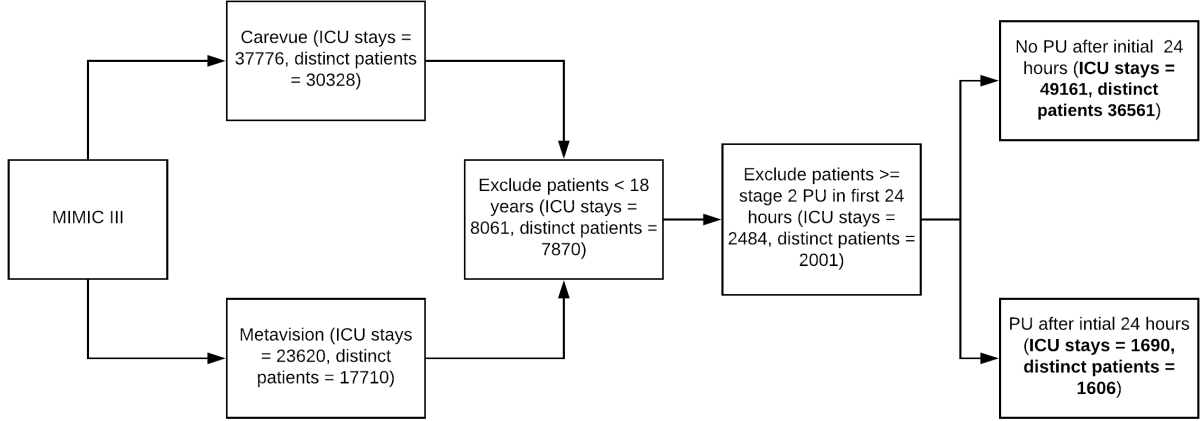 MIMIC III
Carevue (ICU stays =
37776, distinct patients
= 30328)
Metavision (ICU stays
= 23620, distinct
patients = 17710)
Exclude patients < 18
years (ICU stays =
8061, distinct patients =
7870)
Exclude patients >=
stage 2 PU in first 24
hours (ICU stays =
2484, distinct patients =
2001)
No PU after initial 24
hours (ICU stays =
49161, distinct
patients 36561)
PU after intial 24 hours
(ICU stays = 1690,
distinct patients =
1606)